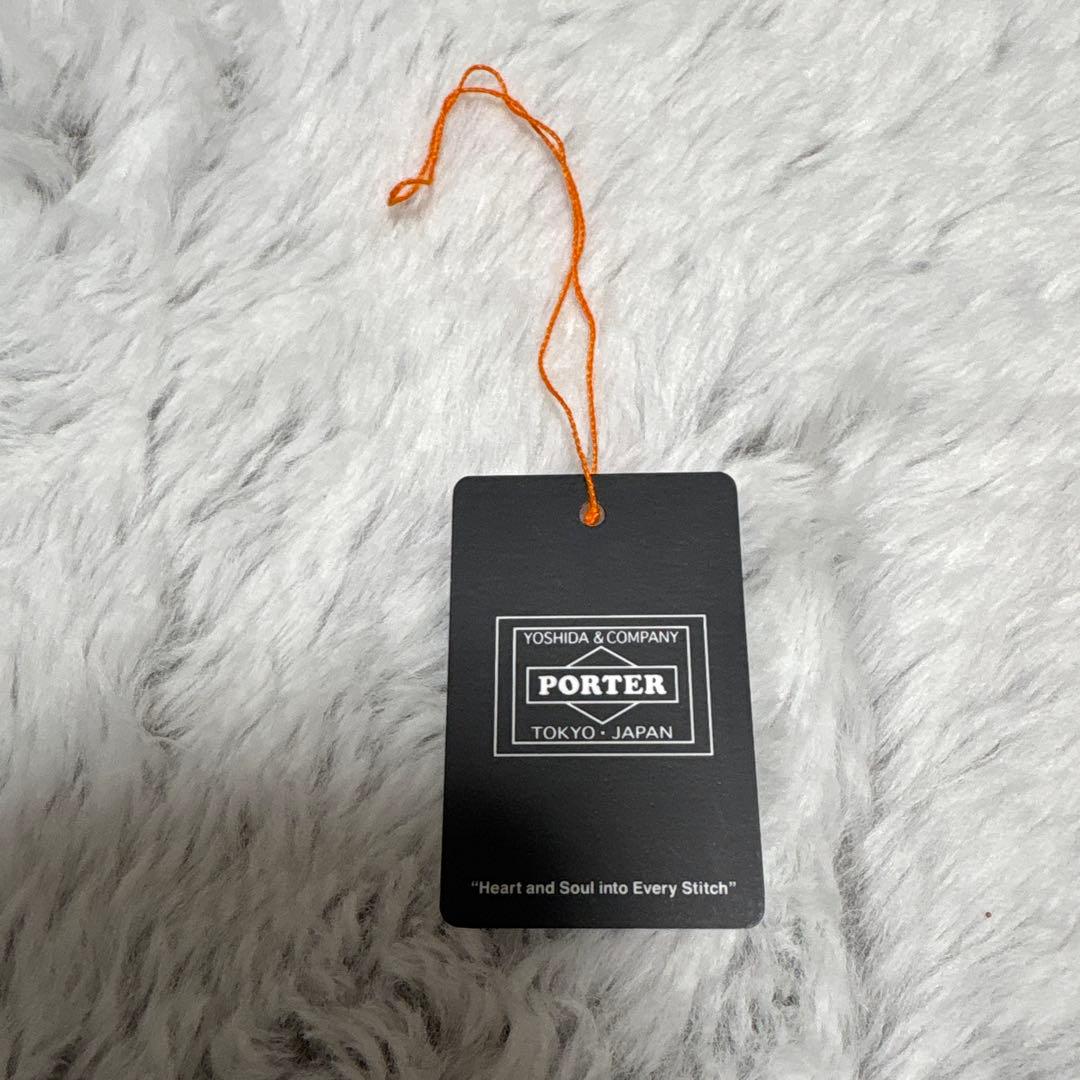 YOSHIDA & COMPANY
PORTER
TOKYO・JAPAN
“Heart and Soul into Every Stitch”